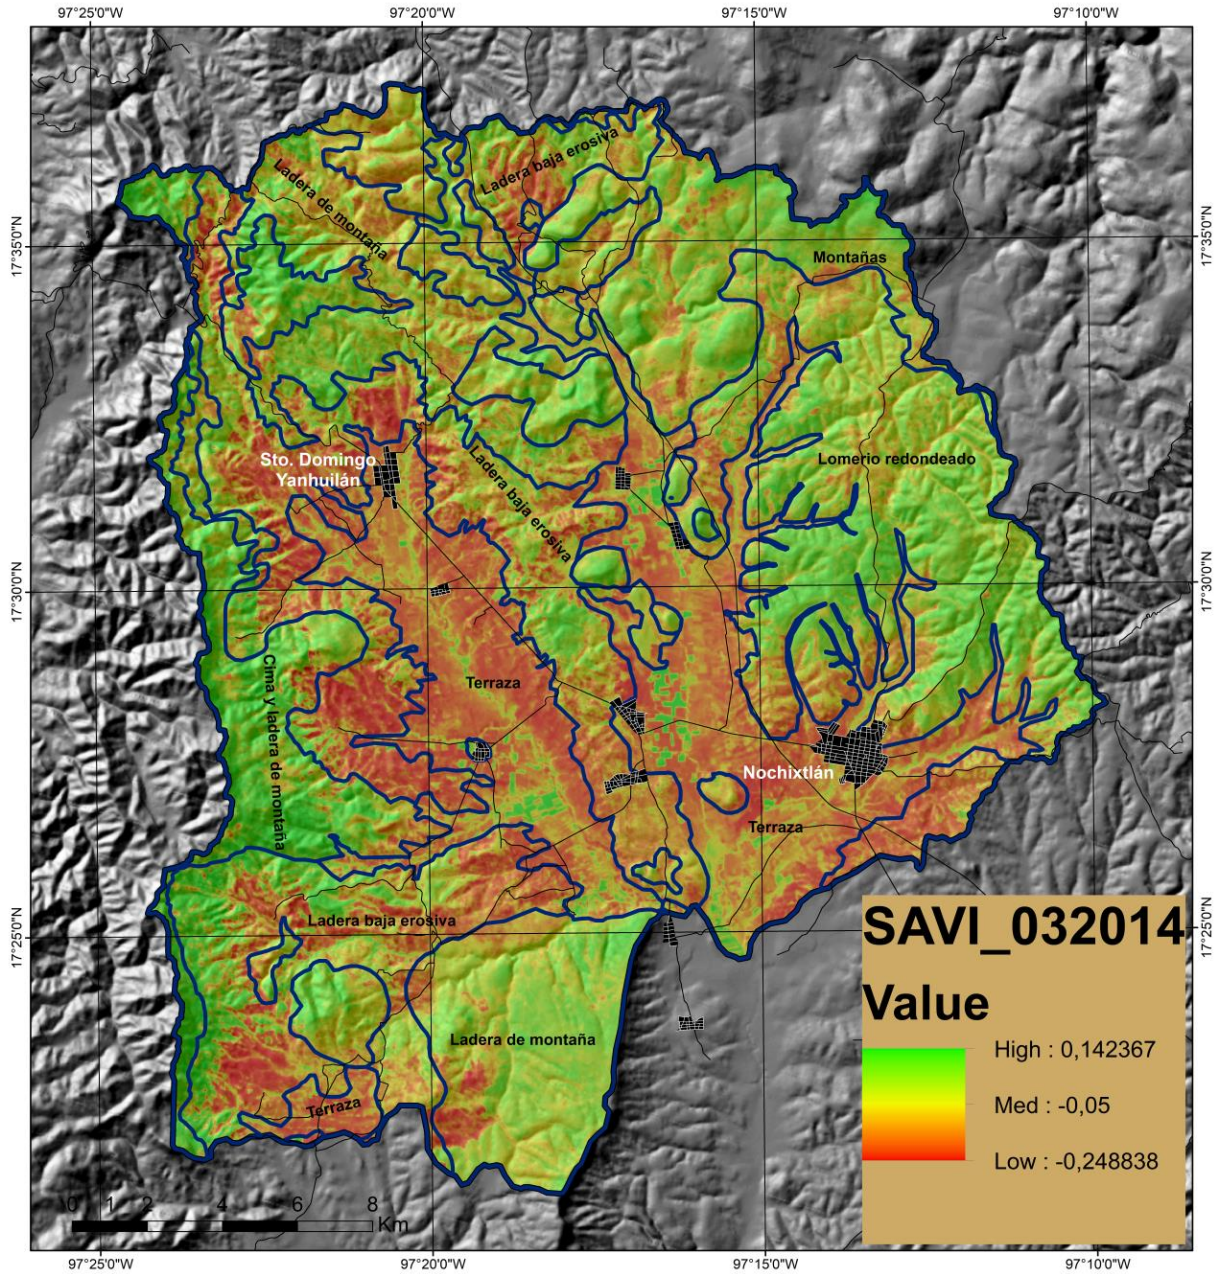 97°25'0"W
97°20'0"W
97°15'0"W
97°10'0"W
17°35'0"N
17°35'0"N
17°30'0"N
17°30'0"N
17°25'0"N
17°25'0"N
Ladera de montaña
Ladera baja erosiva
Montañas
Sto. Domingo
Yanhuilán
Ladera baja erosiva
Lomerio redondeado
Cima y ladera de montaña
Terraza
Nochixtlán
Terraza
Ladera baja erosiva
Ladera de montaña
Terraza
SAVI_032014
Value
High : 0,142367
Med : -0,05
Low : -0,248838
0 1 2 4 6 8
Km
97°25'0"W
97°20'0"W
97°15'0"W
97°10'0"W